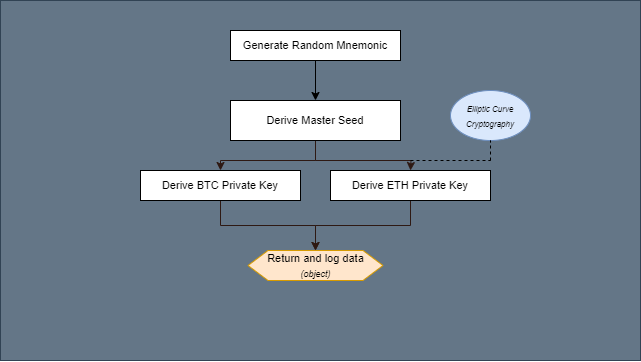 Generate Random Mnemonic
Derive Master Seed
Elliptic Curve
Cryptography
Derive BTC Private Key
Derive ETH Private Key
Return and log data
(object)